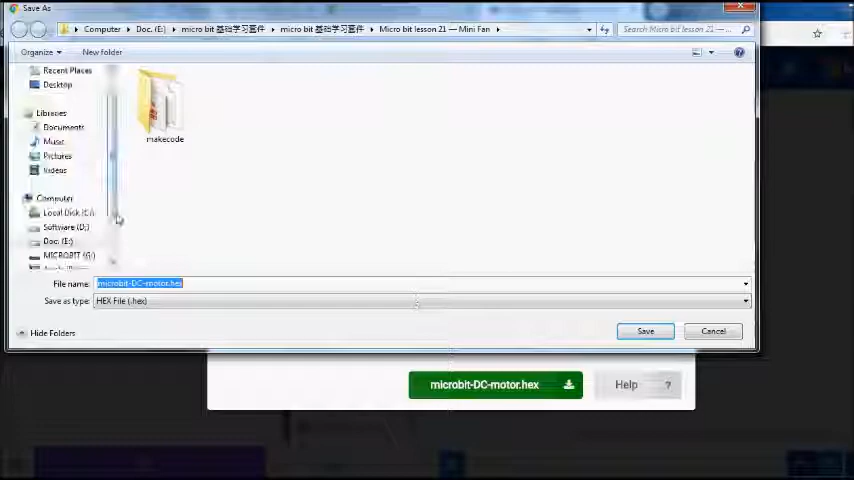 Save As
Computer ▸ Doc. (E:) ▸ micro bit 基础学习套件 ▸ micro bit 基础学习套件 ▸ Micro bit lesson 21 — Mini Fan ▸
Search Micro bit lesson 21 — ...
Organize ▾ New folder
Recent Places
Desktop
Libraries
Documents
Music
Pictures
Videos
Computer
Local Disk (C:)
Software (D:)
Doc. (E:)
MICROBIT (G:)
makecode
File name: microbit-DC-motor.hex
Save as type: HEX File (.hex)
Hide Folders
Save
Cancel
microbit-DC-motor.hex
Help ?